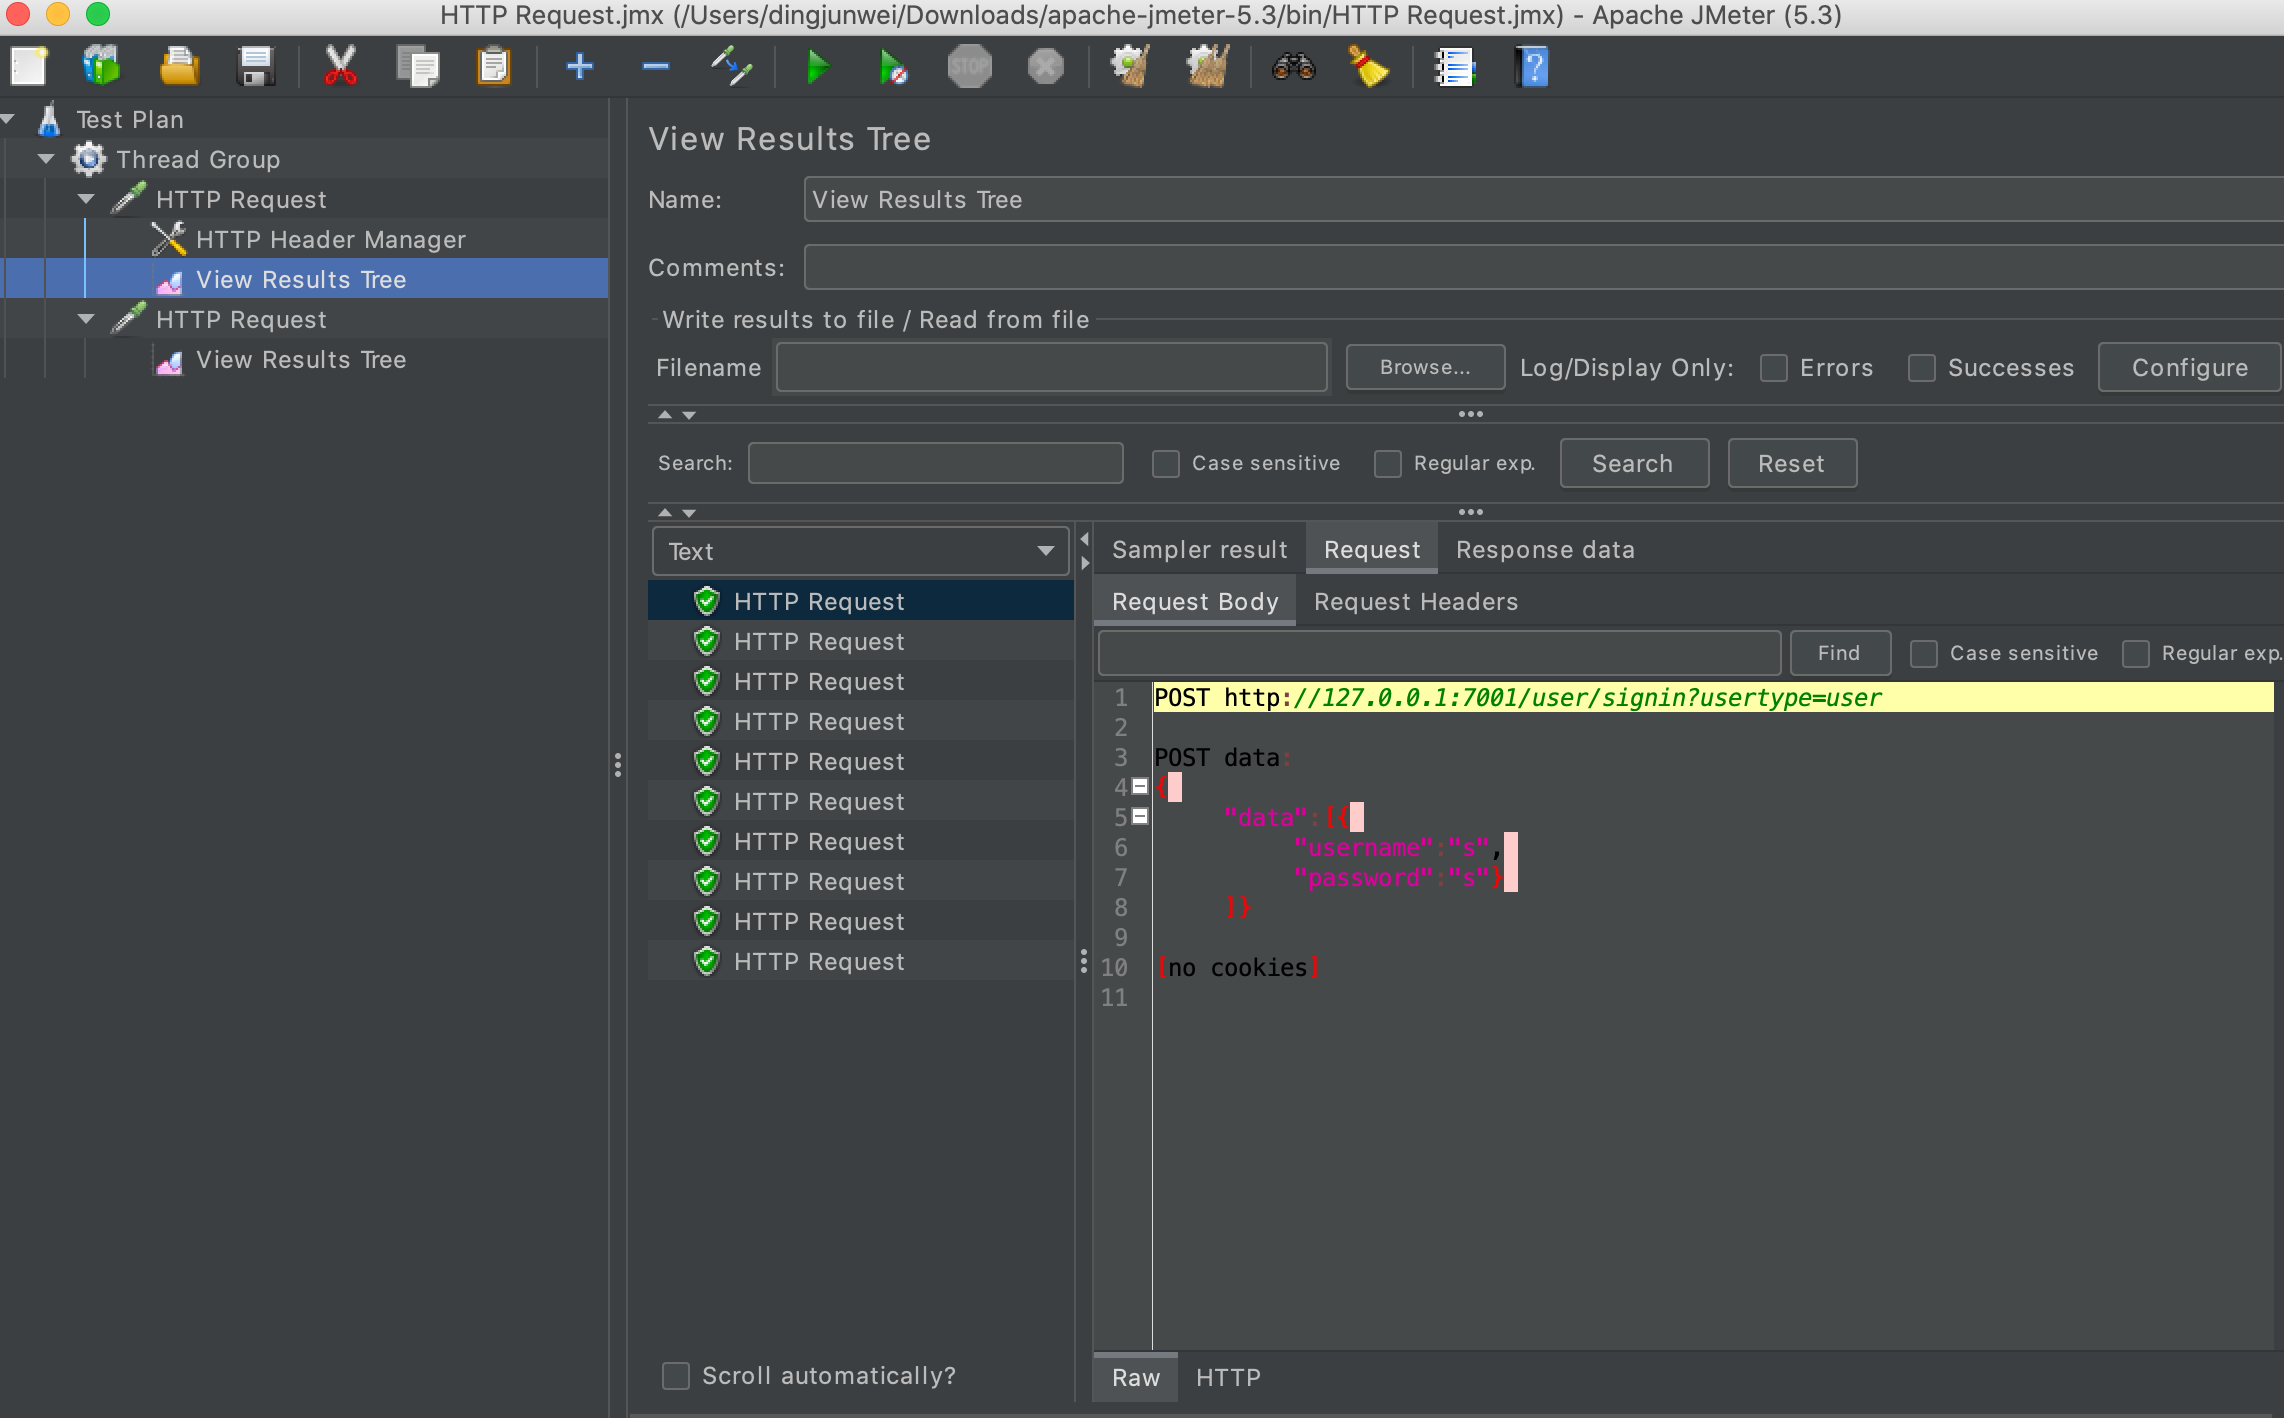 HTTP Request.jmx (/Users/dingjunwei/Downloads/apache-jmeter-5.3/bin/HTTP Request.jmx) - Apache JMeter (5.3)
STOP
Test Plan
Thread Group
HTTP Request
HTTP Header Manager
View Results Tree
HTTP Request
View Results Tree
View Results Tree
Name: View Results Tree
Comments:
Write results to file / Read from file
Filename Browse... Log/Display Only: Errors Successes Configure
Search: Case sensitive Regular exp. Search Reset
Text
HTTP Request
HTTP Request
HTTP Request
HTTP Request
HTTP Request
HTTP Request
HTTP Request
HTTP Request
HTTP Request
HTTP Request
Scroll automatically?
Sampler result Request Response data
Request Body Request Headers
Find Case sensitive Regular exp.
1 POST http://127.0.0.1:7001/user/signin?usertype=user
2
3 POST data:
4 {
5 "data":[{
6 "username":"s",
7 "password":"s"}
8 ]}
9
10 [no cookies]
11
Raw HTTP